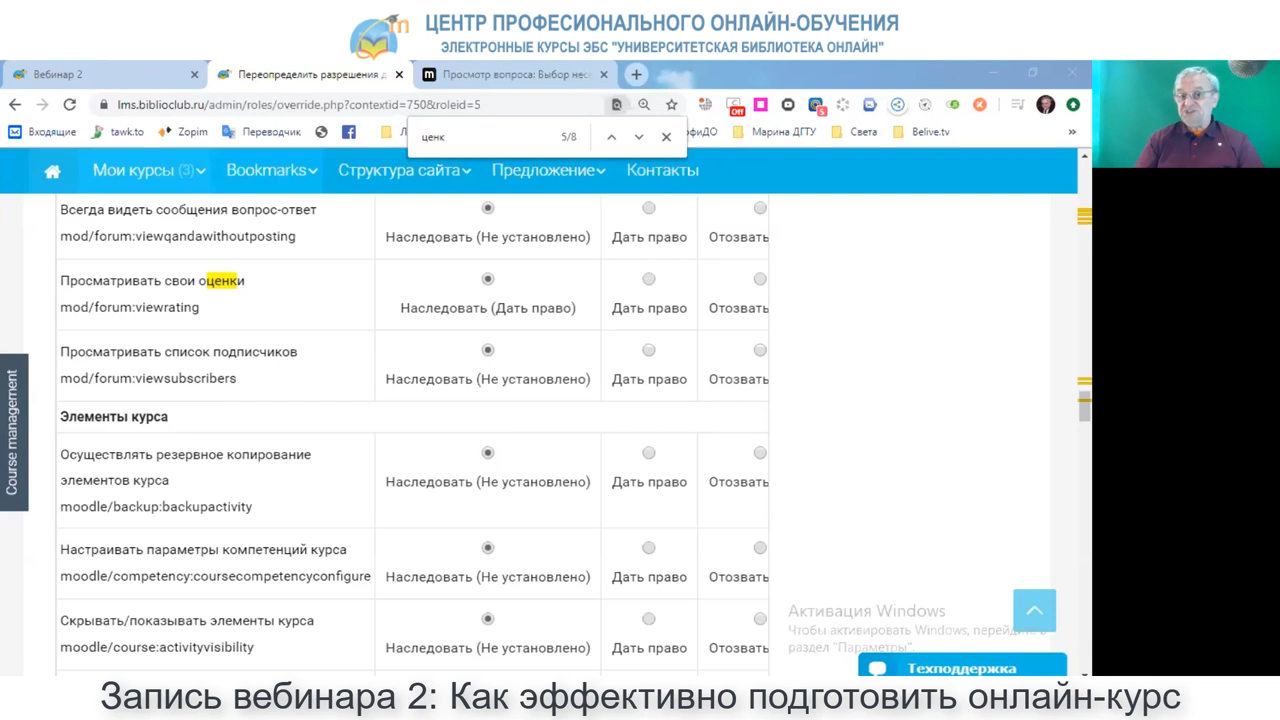 ЦЕНТР ПРОФЕСИОНАЛЬНОГО ОНЛАЙН-ОБУЧЕНИЯ
ЭЛЕКТРОННЫЕ КУРСЫ ЭБС "УНИВЕРСИТЕТСКАЯ БИБЛИОТЕКА ОНЛАЙН"
Вебинар 2
Переопределить разрешения д
Просмотр вопроса: Выбор нес
lms.biblioclub.ru/admin/roles/override.php?contextid=750&roleid=5
Off
5
Входящие
tawk.to
Zopim
Переводчик
Марина ДГТУ
Света
Belive.tv
»
ценк
5/8
Мои курсы (3)
Bookmarks
Структура сайта
Предложение
Контакты
Всегда видеть сообщения вопрос-ответ
mod/forum:viewqandawithoutposting
Наследовать (Не установлено)
Дать право
Отозвать
Просматривать свои оценки
mod/forum:viewrating
Наследовать (Дать право)
Дать право
Отозвать
Просматривать список подписчиков
mod/forum:viewsubscribers
Наследовать (Не установлено)
Дать право
Отозвать
Элементы курса
Осуществлять резервное копирование
элементов курса
moodle/backup:backupactivity
Наследовать (Не установлено)
Дать право
Отозвать
Настраивать параметры компетенций курса
moodle/competency:coursecompetencyconfigure
Наследовать (Не установлено)
Дать право
Отозвать
Скрывать/показывать элементы курса
moodle/course:activityvisibility
Наследовать (Не установлено)
Дать право
Отозвать
Course management
Активация Windows
Чтобы активировать Windows, перейдите в
раздел "Параметры".
Техподдержка
Запись вебинара 2: Как эффективно подготовить онлайн-курс